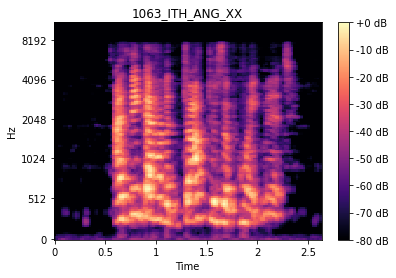 1063_ITH_ANG_XX
8192
4096
2048
1024
512
0
Hz
0 0.5 1 1.5 2 2.5
Time
+0 dB
-10 dB
-20 dB
-30 dB
-40 dB
-50 dB
-60 dB
-70 dB
-80 dB